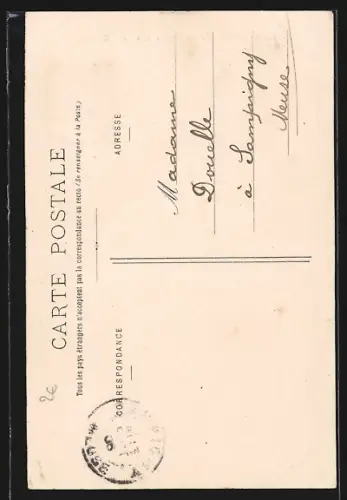 CARTE POSTALE
Tous les pays étrangers n'acceptent pas la correspondance au recto (Se renseigner à la Poste)
CORRESPONDANCE
ADRESSE
Madame
Douelle
à Sampigny
Meuse
2€